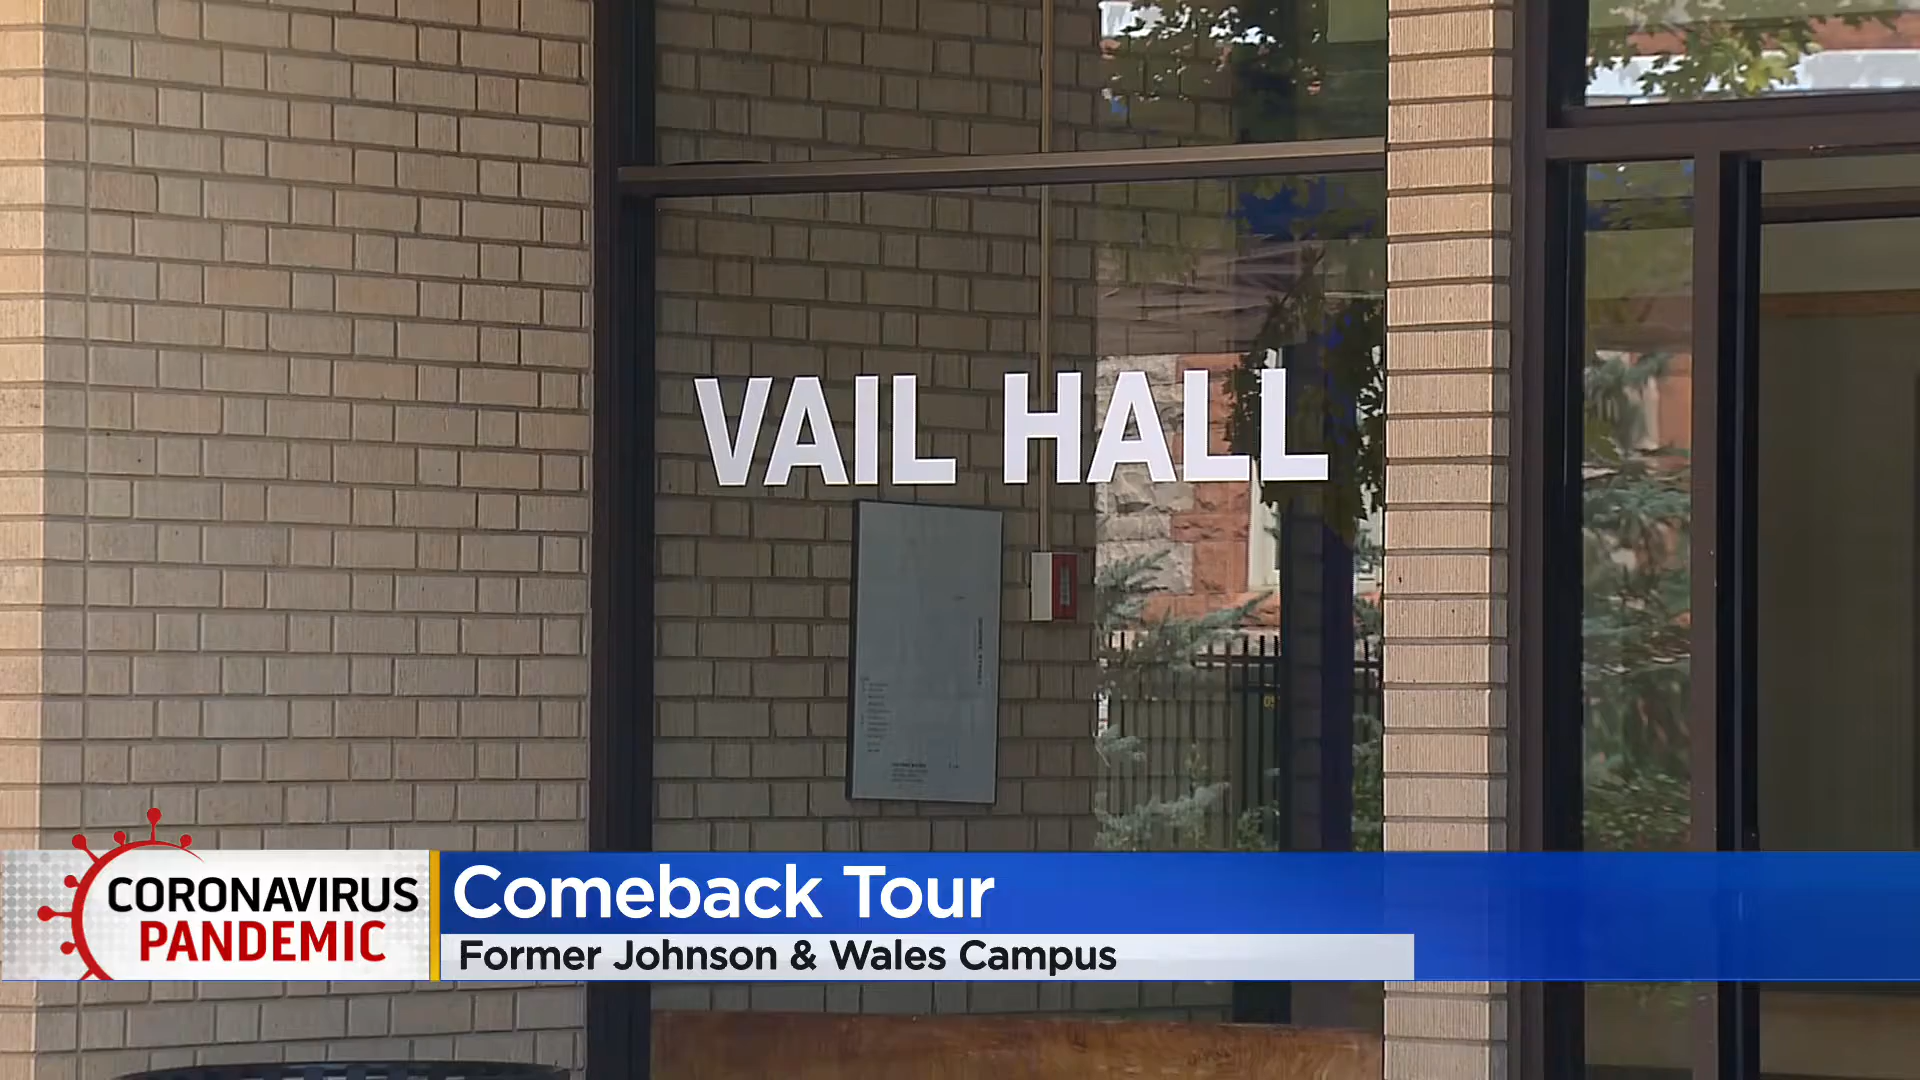 VAIL HALL
CORONAVIRUS
PANDEMIC
Comeback Tour
Former Johnson & Wales Campus